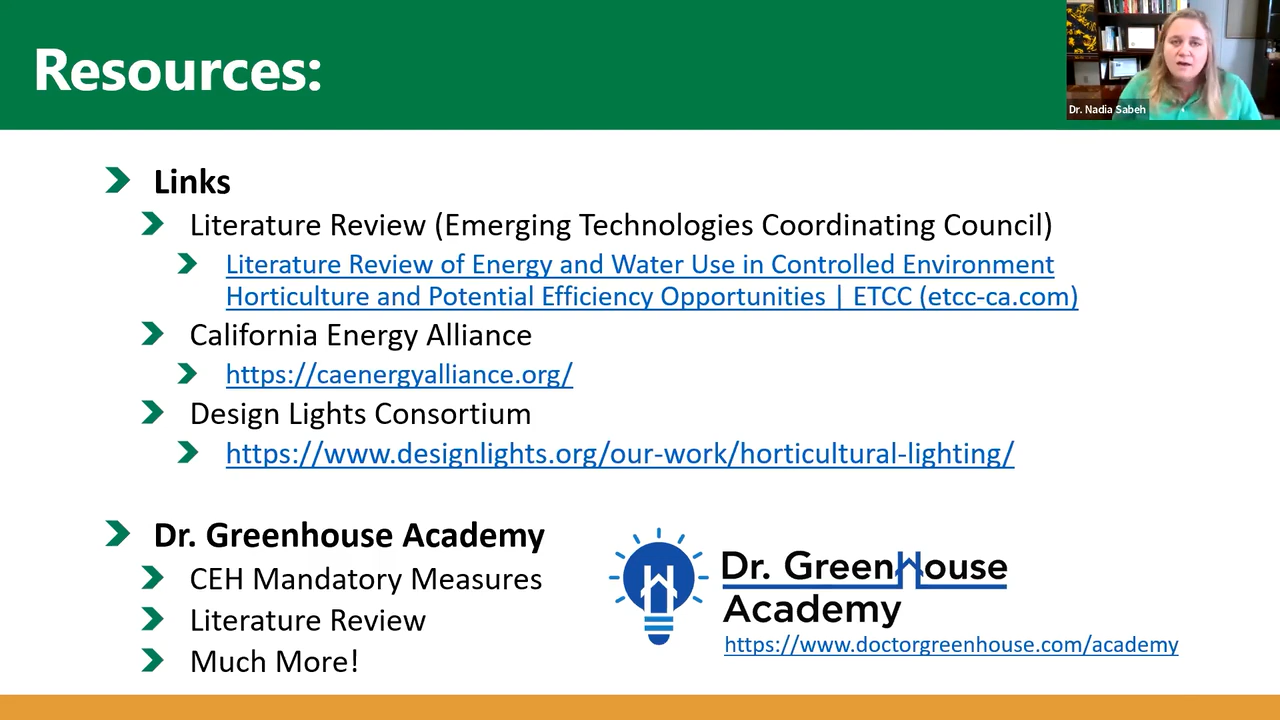 Resources:
Dr. Nadia Sabeh
Links
Literature Review (Emerging Technologies Coordinating Council)
Literature Review of Energy and Water Use in Controlled Environment
Horticulture and Potential Efficiency Opportunities | ETCC (etcc-ca.com)
California Energy Alliance
https://caenergyalliance.org/
Design Lights Consortium
https://www.designlights.org/our-work/horticultural-lighting/
Dr. Greenhouse Academy
CEH Mandatory Measures
Literature Review
Much More!
Dr. GreenHouse
Academy
https://www.doctorgreenhouse.com/academy